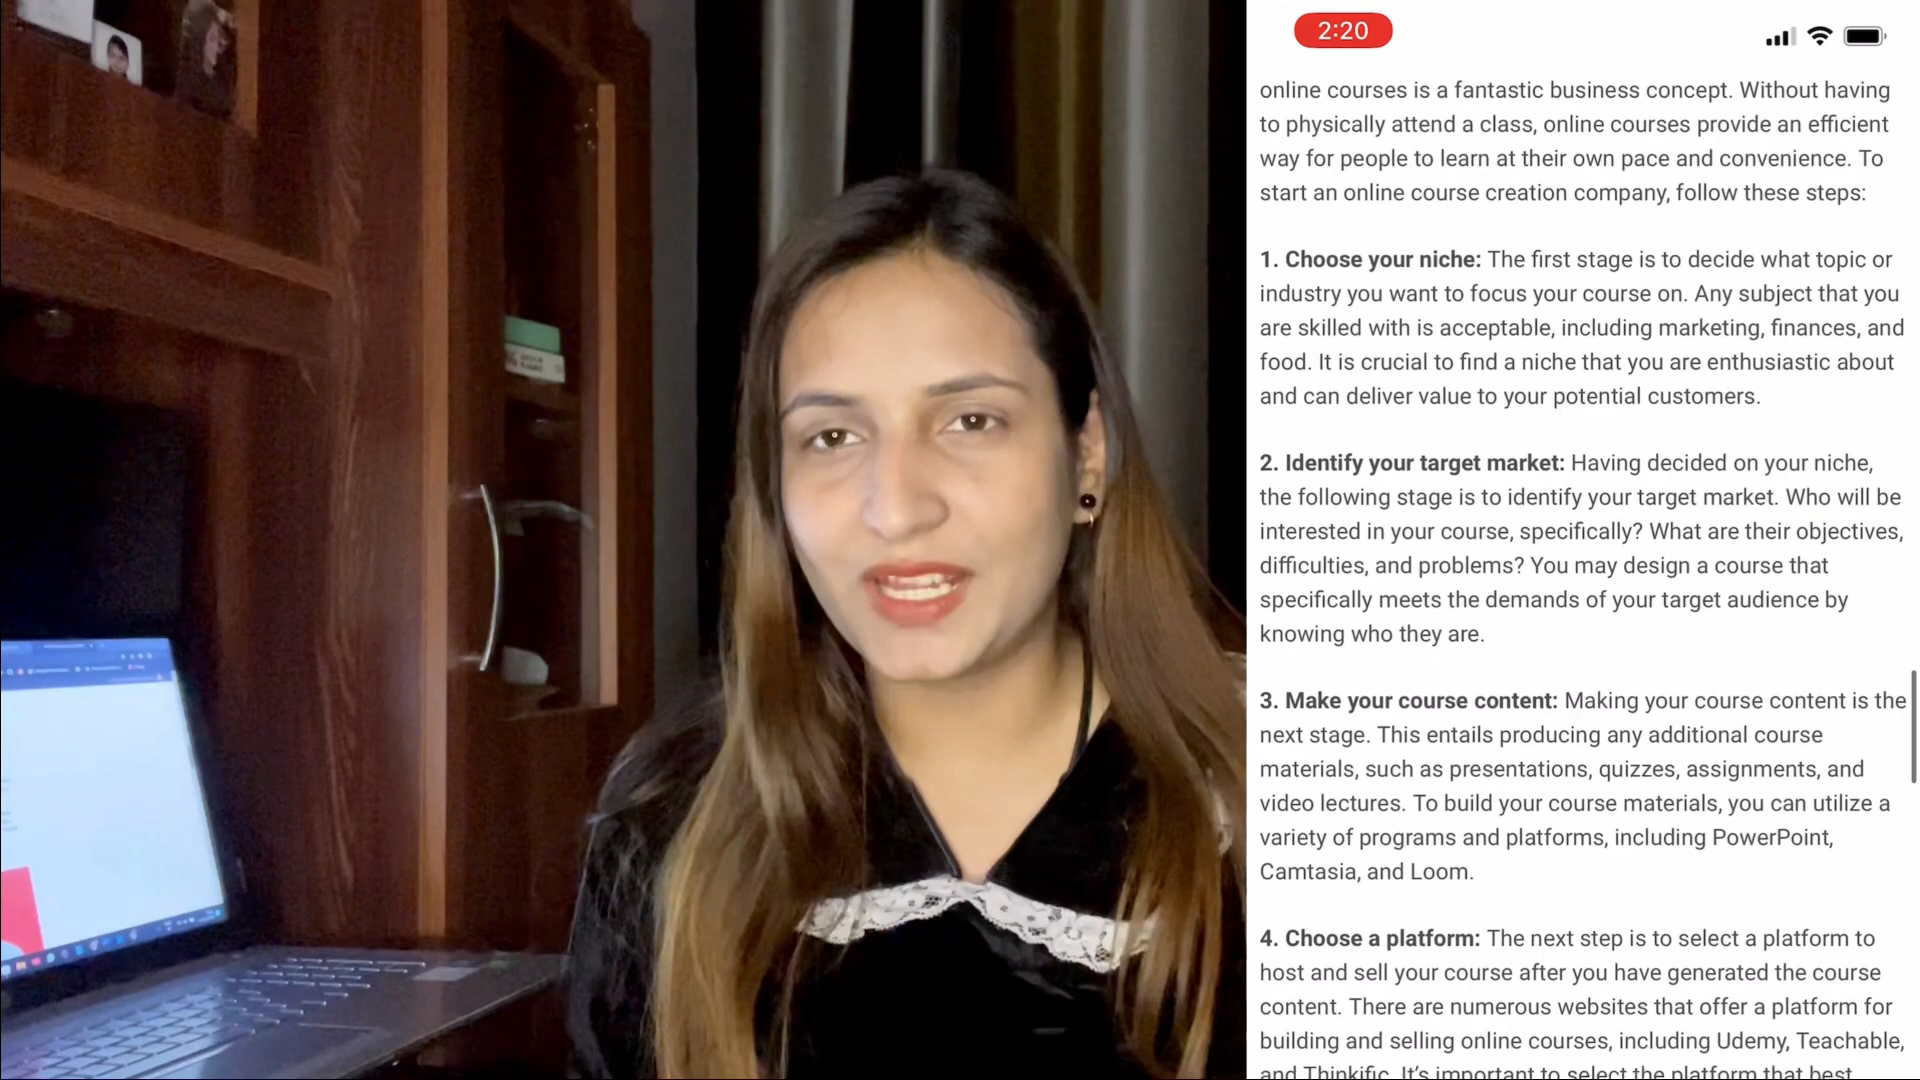 2:20
online courses is a fantastic business concept. Without having
to physically attend a class, online courses provide an efficient
way for people to learn at their own pace and convenience. To
start an online course creation company, follow these steps:
1. Choose your niche: The first stage is to decide what topic or
industry you want to focus your course on. Any subject that you
are skilled with is acceptable, including marketing, finances, and
food. It is crucial to find a niche that you are enthusiastic about
and can deliver value to your potential customers.
2. Identify your target market: Having decided on your niche,
the following stage is to identify your target market. Who will be
interested in your course, specifically? What are their objectives,
difficulties, and problems? You may design a course that
specifically meets the demands of your target audience by
knowing who they are.
3. Make your course content: Making your course content is the
next stage. This entails producing any additional course
materials, such as presentations, quizzes, assignments, and
video lectures. To build your course materials, you can utilize a
variety of programs and platforms, including PowerPoint,
Camtasia, and Loom.
4. Choose a platform: The next step is to select a platform to
host and sell your course after you have generated the course
content. There are numerous websites that offer a platform for
building and selling online courses, including Udemy, Teachable,
and Thinkific. It's important to select the platform that best